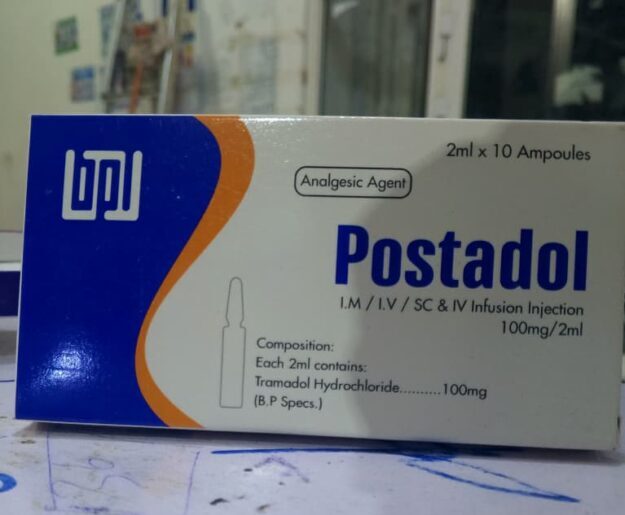 bpl
2ml x 10 Ampoules
Analgesic Agent
Postadol
I.M / I.V / SC & IV Infusion Injection
100mg/2ml
Composition:
Each 2ml contains:
Tramadol Hydrochloride..........100mg
(B.P Specs.)